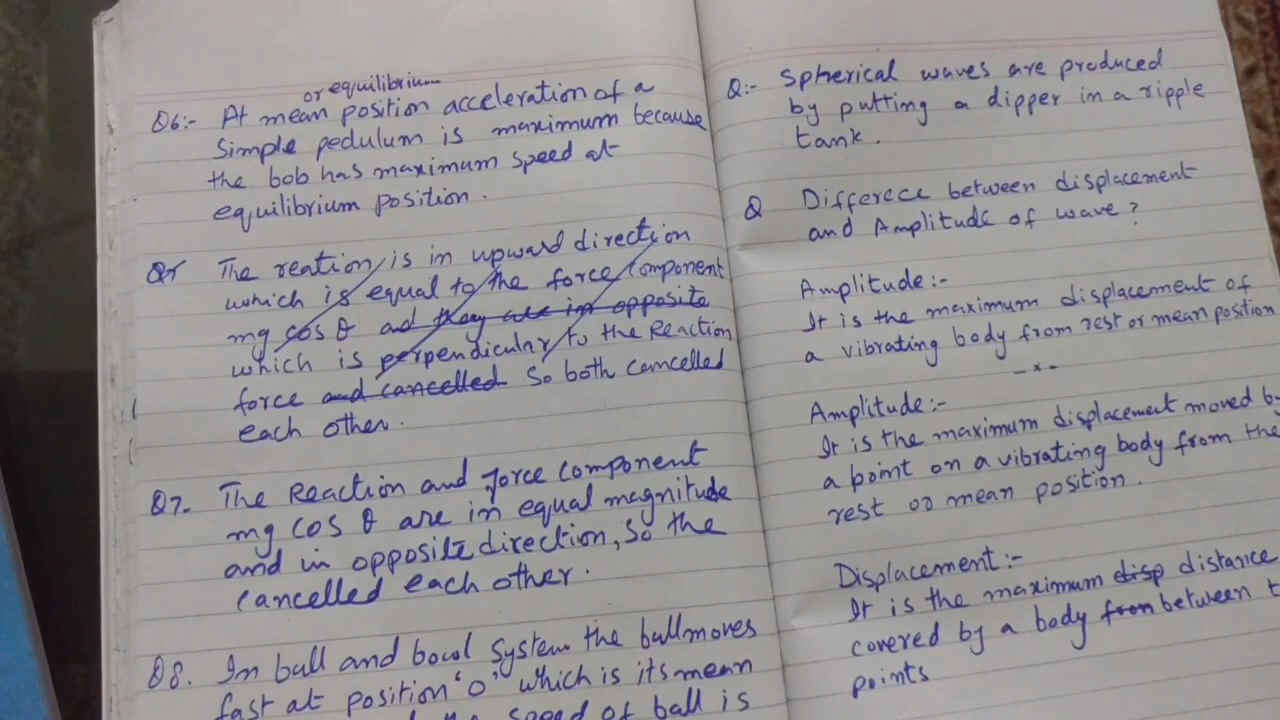 or equilibrium
Q6:- At mean position acceleration of a
Simple pedulum is maximum because
the bob has maximum speed at
equilibrium position.
Q5 The reation is in upward direction
which is equal to the force component
mg cos θ and they are in opposite
which is perpendicular to the Reaction
force and cancelled so both cancelled
each other.
Q7. The Reaction and force component
mg cos θ are in equal magnitude
and in opposite direction, so the
cancelled each other.
Q8. In ball and bowl system the ball moves
fast at position 'o' which is its mean
speed of ball is
Q:- Spherical waves are produced
by putting a dipper in a ripple
tank.
Q Differece between displacement
and Amplitude of wave?
Amplitude:-
It is the maximum displacement of
a vibrating body from rest or mean position
-x-
Amplitude:-
It is the maximum displacement moved by
a point on a vibrating body from the
rest or mean position.
Displacement:-
It is the maximum disp distance
covered by a body from between t
points